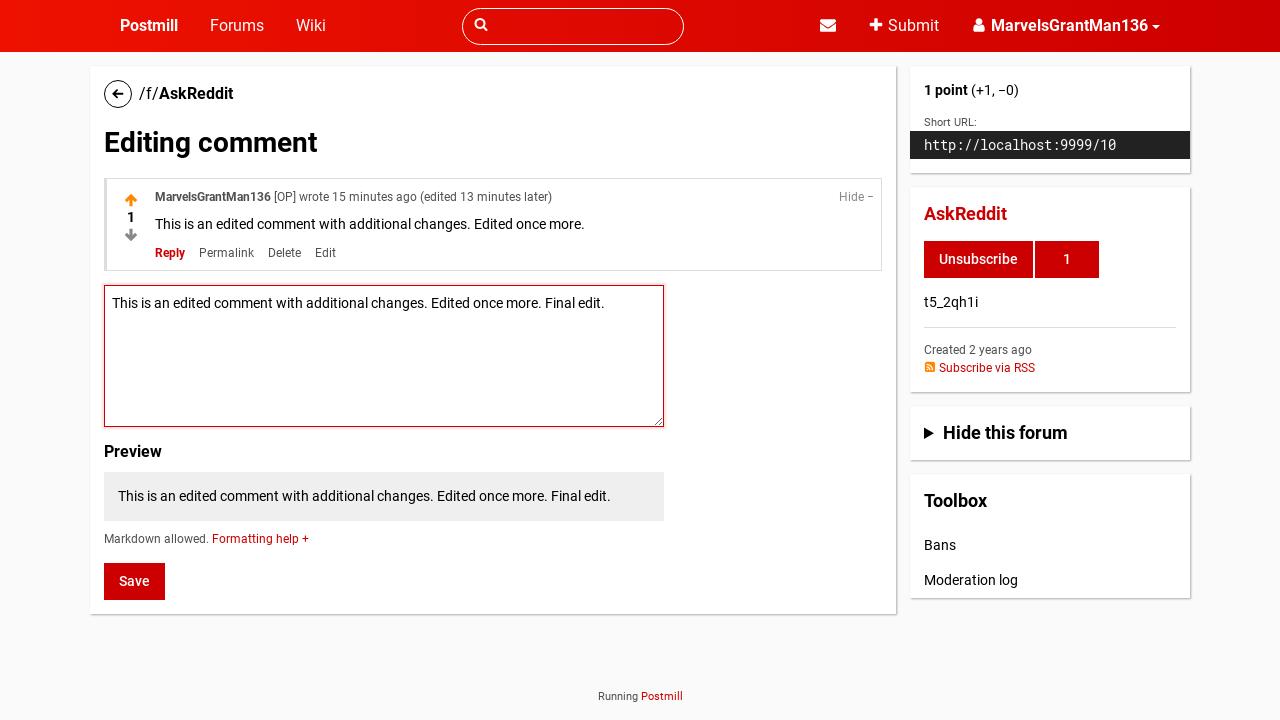 Postmill Forums Wiki Submit MarvelsGrantMan136
/f/AskReddit
Editing comment
MarvelsGrantMan136 [OP] wrote 15 minutes ago (edited 13 minutes later) Hide −
1
This is an edited comment with additional changes. Edited once more.
Reply Permalink Delete Edit
This is an edited comment with additional changes. Edited once more. Final edit.
Preview
This is an edited comment with additional changes. Edited once more. Final edit.
Markdown allowed. Formatting help +
Save
1 point (+1, −0)
Short URL:
http://localhost:9999/10
AskReddit
Unsubscribe 1
t5_2qh1i
Created 2 years ago
Subscribe via RSS
Hide this forum
Toolbox
Bans
Moderation log
Running Postmill